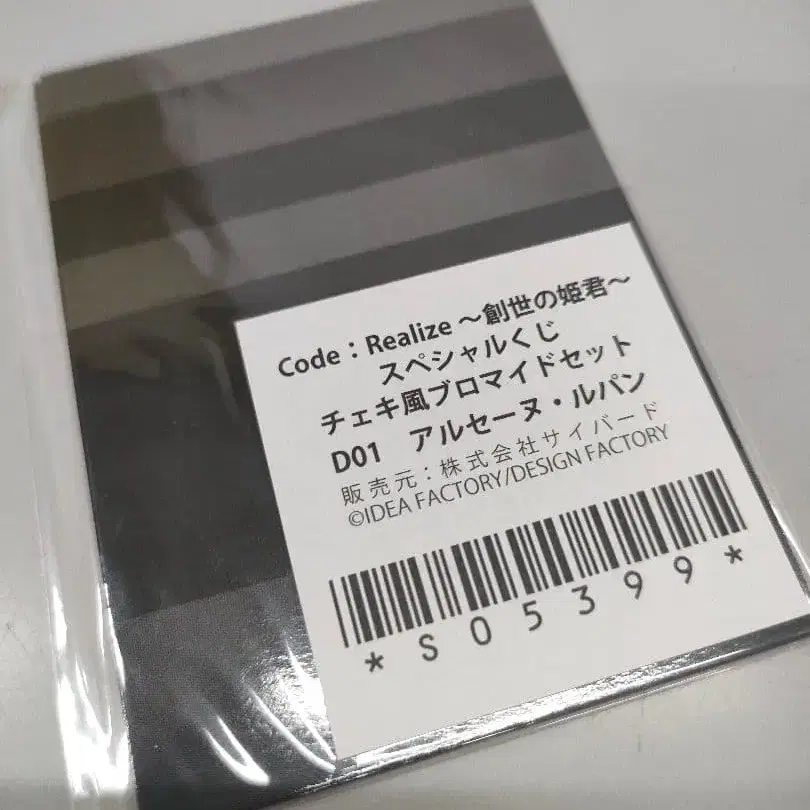 Code：Realize ～創世の姫君～
スペシャルくじ
チェキ風ブロマイドセット
D01　アルセーヌ・ルパン
販売元：株式会社サイバード
©IDEA FACTORY/DESIGN FACTORY
*S05399*